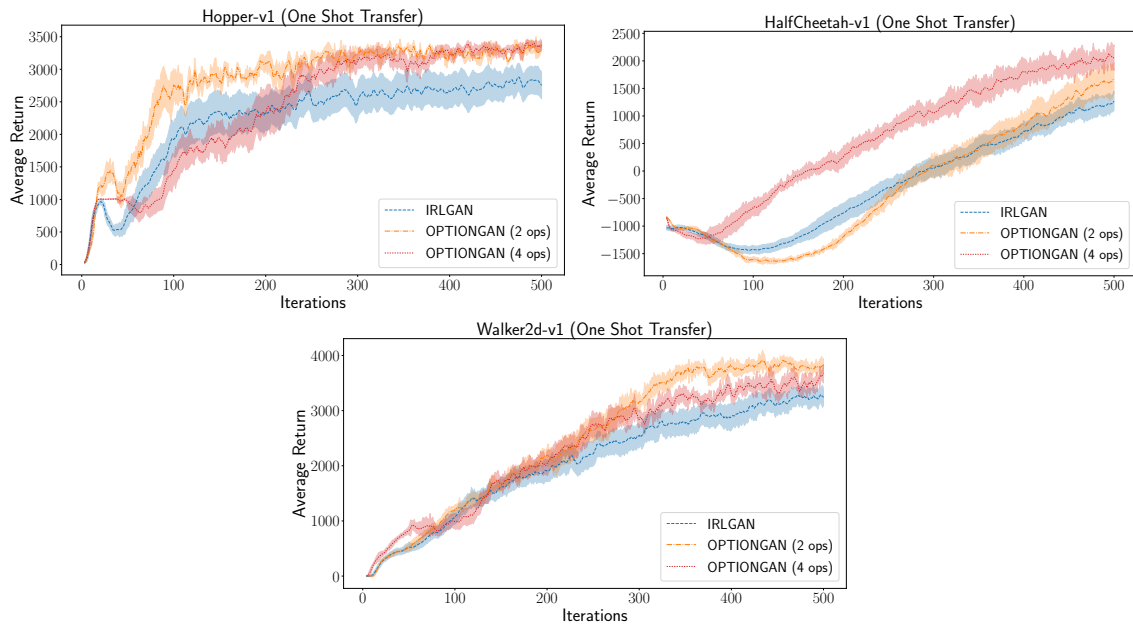 Hopper-v1 (One Shot Transfer)
Average Return
3500
3000
2500
2000
1500
1000
500
0
0 100 200 300 400 500
Iterations
IRLGAN
OPTIONGAN (2 ops)
OPTIONGAN (4 ops)
HalfCheetah-v1 (One Shot Transfer)
Average Return
2500
2000
1500
1000
500
0
−500
−1000
−1500
0 100 200 300 400 500
Iterations
IRLGAN
OPTIONGAN (2 ops)
OPTIONGAN (4 ops)
Walker2d-v1 (One Shot Transfer)
Average Return
4000
3000
2000
1000
0
0 100 200 300 400 500
Iterations
IRLGAN
OPTIONGAN (2 ops)
OPTIONGAN (4 ops)